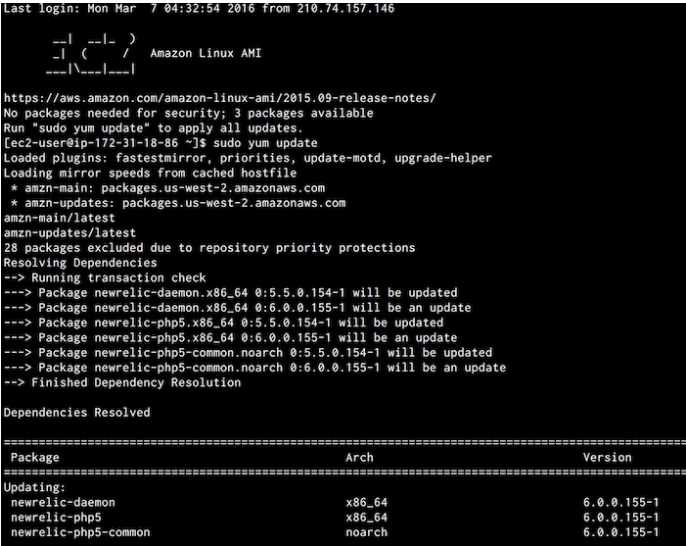 Last login: Mon Mar  7 04:32:54 2016 from 210.74.157.146
       __|  __|_  )
       _|  (     /   Amazon Linux AMI
      ___|\___|___|
https://aws.amazon.com/amazon-linux-ami/2015.09-release-notes/
No packages needed for security; 3 packages available
Run "sudo yum update" to apply all updates.
[ec2-user@ip-172-31-18-86 ~]$ sudo yum update
Loaded plugins: fastestmirror, priorities, update-motd, upgrade-helper
Loading mirror speeds from cached hostfile
 * amzn-main: packages.us-west-2.amazonaws.com
 * amzn-updates: packages.us-west-2.amazonaws.com
amzn-main/latest
amzn-updates/latest
28 packages excluded due to repository priority protections
Resolving Dependencies
--> Running transaction check
---> Package newrelic-daemon.x86_64 0:5.5.0.154-1 will be updated
---> Package newrelic-daemon.x86_64 0:6.0.0.155-1 will be an update
---> Package newrelic-php5.x86_64 0:5.5.0.154-1 will be updated
---> Package newrelic-php5.x86_64 0:6.0.0.155-1 will be an update
---> Package newrelic-php5-common.noarch 0:5.5.0.154-1 will be updated
---> Package newrelic-php5-common.noarch 0:6.0.0.155-1 will be an update
--> Finished Dependency Resolution
Dependencies Resolved
================================================================================
Package Arch Version
================================================================================
Updating:
newrelic-daemon x86_64 6.0.0.155-1
newrelic-php5 x86_64 6.0.0.155-1
newrelic-php5-common noarch 6.0.0.155-1